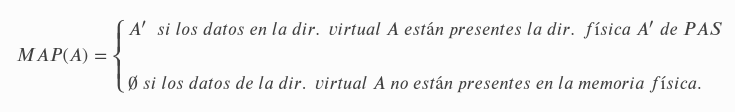 A′ si los datos en la dir. virtual A están presentes la dir. física A′ de PAS
MAP(A) =
∅ si los datos de la dir. virtual A no están presentes en la memoria física.